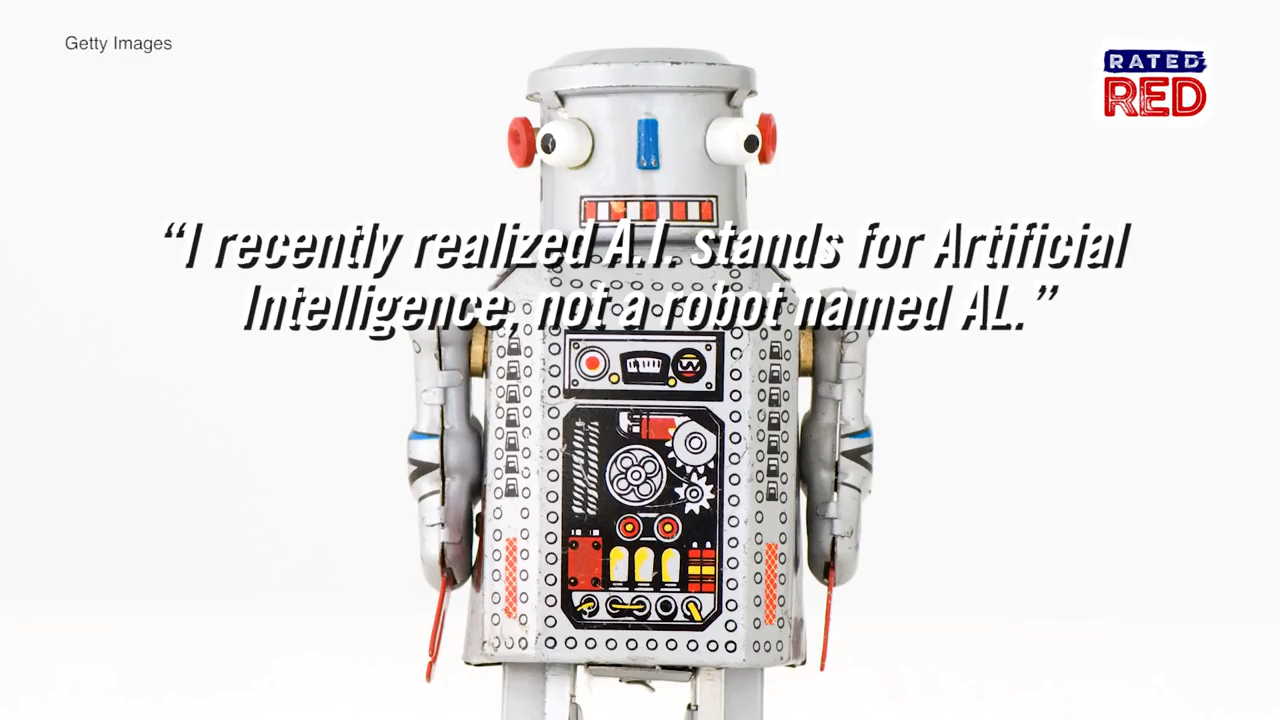 Getty Images
RATED
RED
“I recently realized A.I. stands for Artificial
Intelligence, not a robot named AL.”